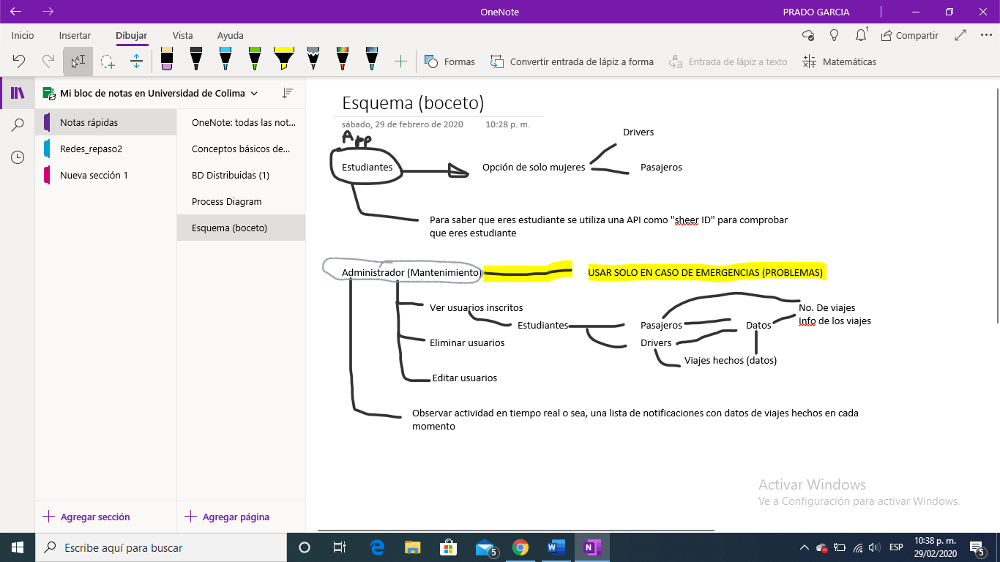 OneNote
PRADO GARCIA
Inicio
Insertar
Dibujar
Vista
Ayuda
1
Compartir
Formas
Convertir entrada de lápiz a forma
Entrada de lápiz a texto
Matemáticas
Mi bloc de notas en Universidad de Colima
Notas rápidas
Redes_repaso2
Nueva sección 1
OneNote: todas las not...
Conceptos básicos de...
BD Distribuidas (1)
Process Diagram
Esquema (boceto)
Agregar sección
Agregar página
Esquema (boceto)
sábado, 29 de febrero de 2020 10:28 p. m.
App
Drivers
Estudiantes
Opción de solo mujeres
Pasajeros
Para saber que eres estudiante se utiliza una API como "sheer ID" para comprobar
que eres estudiante
Administrador (Mantenimiento)
USAR SOLO EN CASO DE EMERGENCIAS (PROBLEMAS)
Ver usuarios inscritos
No. De viajes
Info de los viajes
Estudiantes
Pasajeros
Datos
Eliminar usuarios
Drivers
Viajes hechos (datos)
Editar usuarios
Observar actividad en tiempo real o sea, una lista de notificaciones con datos de viajes hechos en cada
momento
Activar Windows
Ve a Configuración para activar Windows.
Escribe aquí para buscar
5
ESP
10:38 p. m.
29/02/2020
5